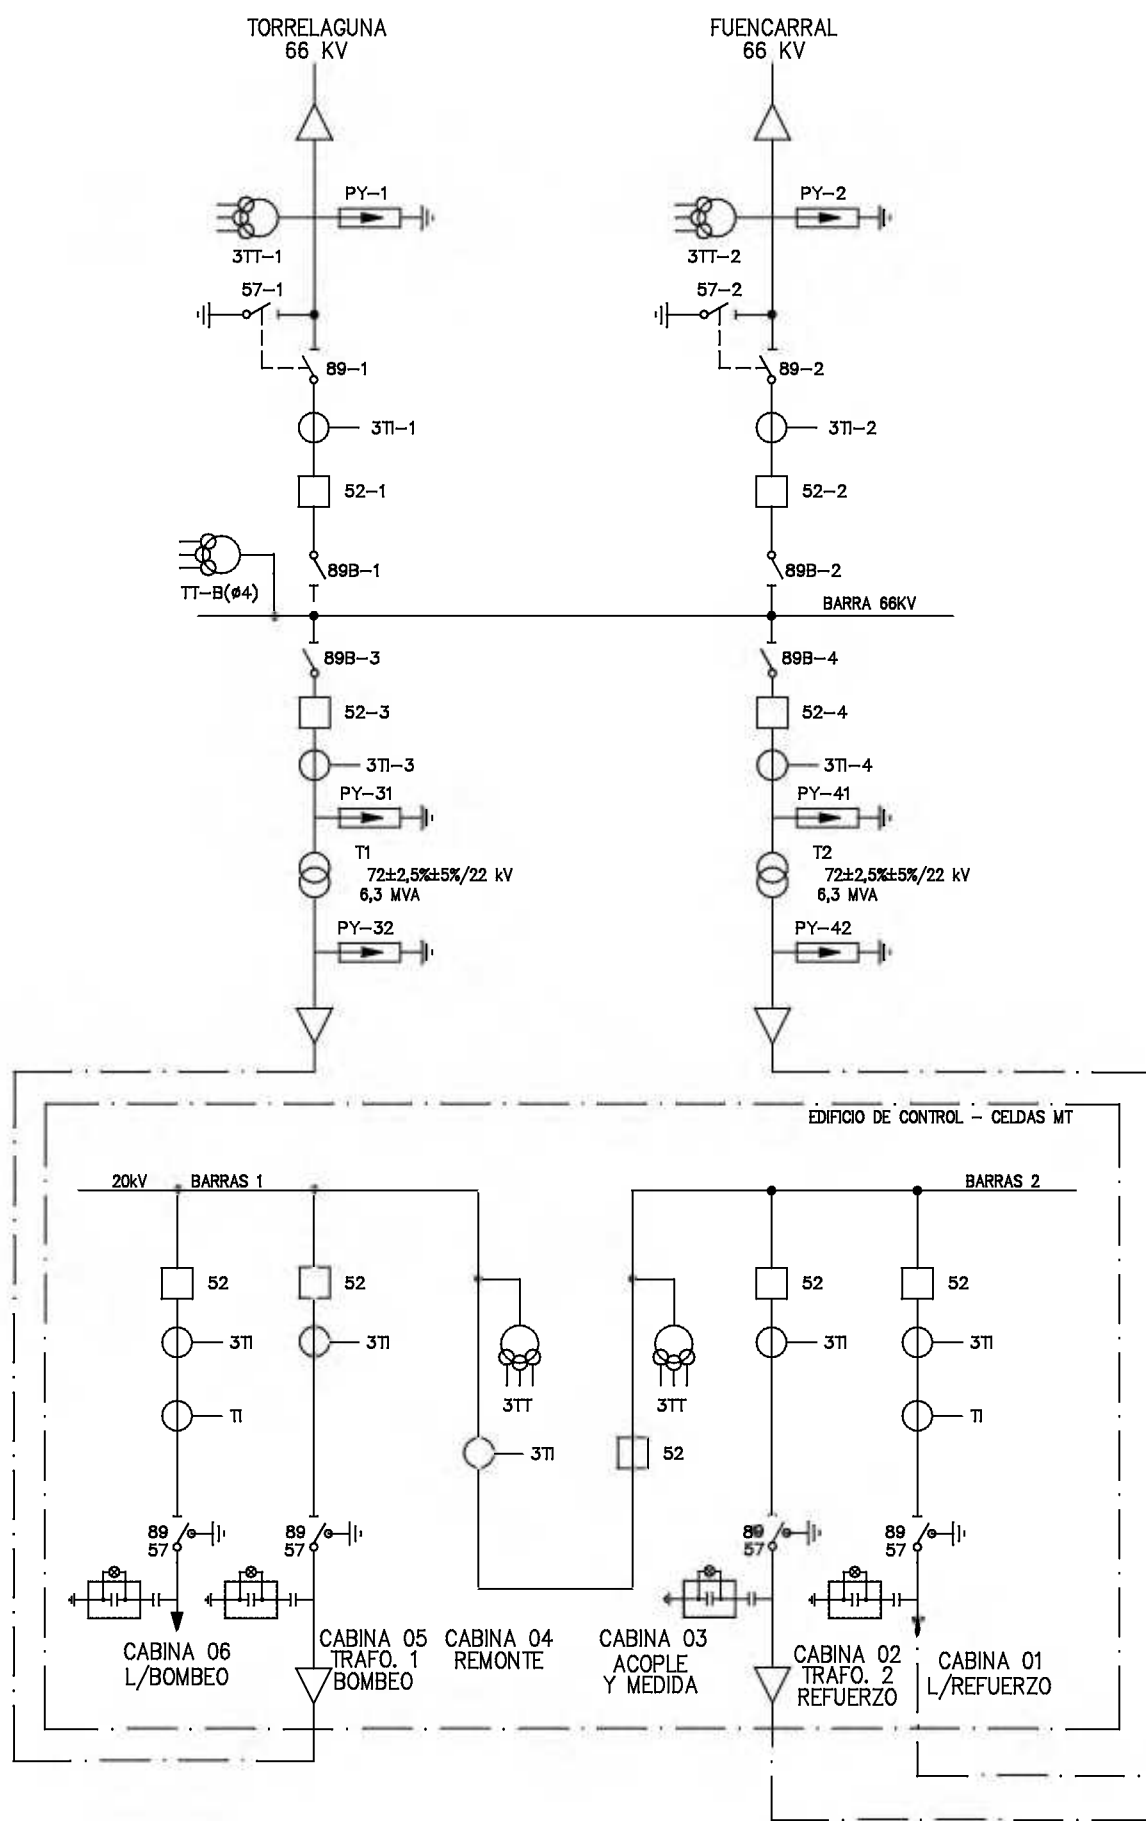 TORRELAGUNA
66 KV
FUENCARRAL
66 KV
PY-1
3TT-1
PY-2
3TT-2
57-1
57-2
89-1
89-2
3TI-1
3TI-2
52-1
52-2
89B-1
89B-2
TT-B(ø4)
BARRA 66KV
89B-3
89B-4
52-3
52-4
3TI-3
3TI-4
PY-31
PY-41
T1
72±2,5%±5%/22 kV
6,3 MVA
T2
72±2,5%±5%/22 kV
6,3 MVA
PY-32
PY-42
EDIFICIO DE CONTROL - CELDAS MT
20kV
BARRAS 1
BARRAS 2
52
52
52
52
3TI
3TI
3TI
3TI
3TT
3TT
TI
TI
3TI
52
89
57
89
57
89
57
89
57
CABINA 06
L/BOMBEO
CABINA 05
TRAFO. 1
BOMBEO
CABINA 04
REMONTE
CABINA 03
ACOPLE
Y MEDIDA
CABINA 02
TRAFO. 2
REFUERZO
CABINA 01
L/REFUERZO